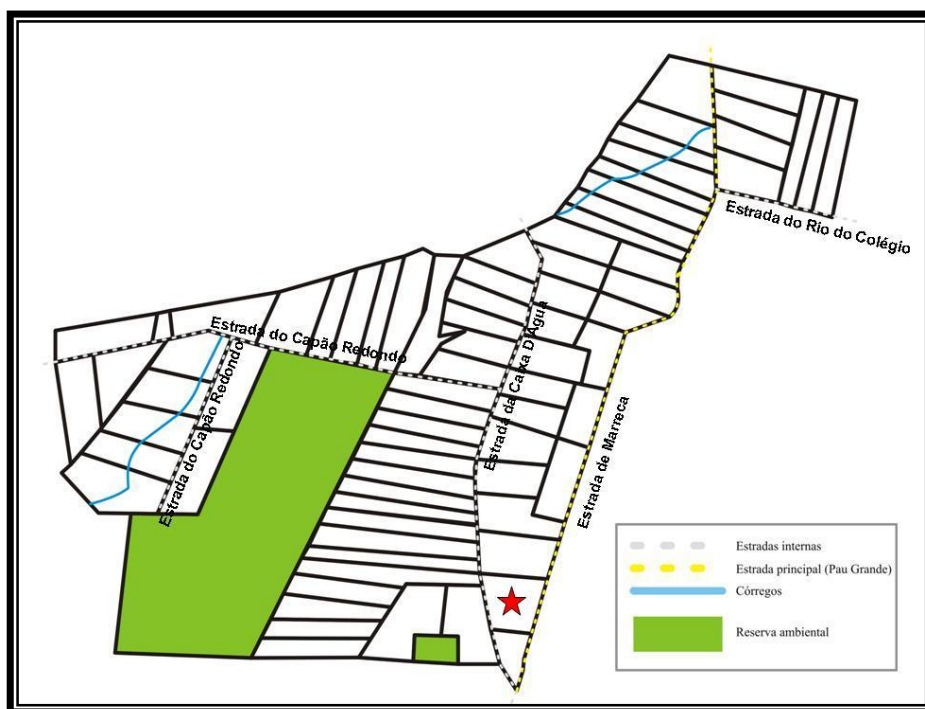 Estrada do Rio do Colégio
Estrada do Capão Redondo
Estrada da Caixa D'Água
Estrada do Capão Redondo
Estrada de Marreca
Estradas internas
Estrada principal (Pau Grande)
Córregos
Reserva ambiental